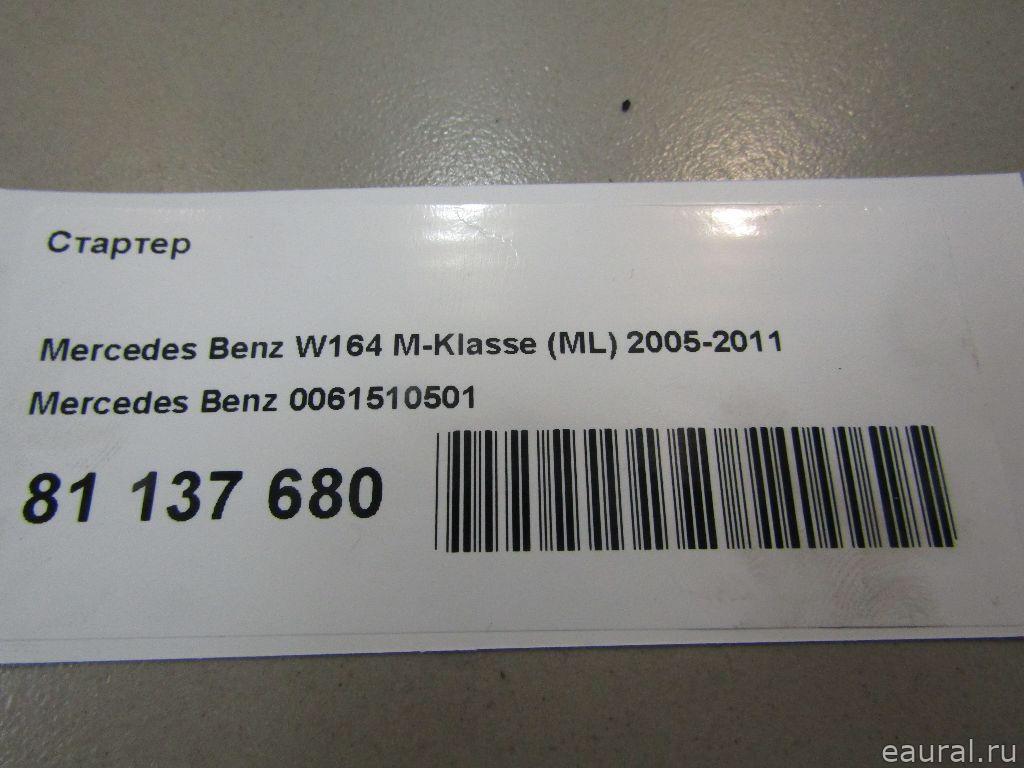 Стартер
Mercedes Benz W164 M-Klasse (ML) 2005-2011
Mercedes Benz 0061510501
81 137 680
eaural.ru